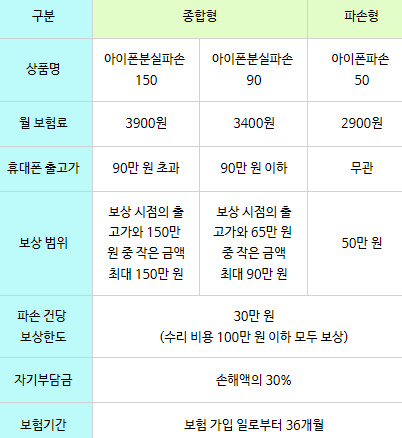 구분
종합형
파손형
상품명
아이폰분실파손
150
아이폰분실파손
90
아이폰파손
50
월 보험료
3900원
3400원
2900원
휴대폰 출고가
90만 원 초과
90만 원 이하
무관
보상 범위
보상 시점의 출
고가와 150만
원 중 작은 금액
최대 150만 원
보상 시점의 출
고가와 65만 원
중 작은 금액
최대 90만 원
50만 원
파손 건당
보상한도
30만 원
(수리 비용 100만 원 이하 모두 보상)
자기부담금
손해액의 30%
보험기간
보험 가입 일로부터 36개월